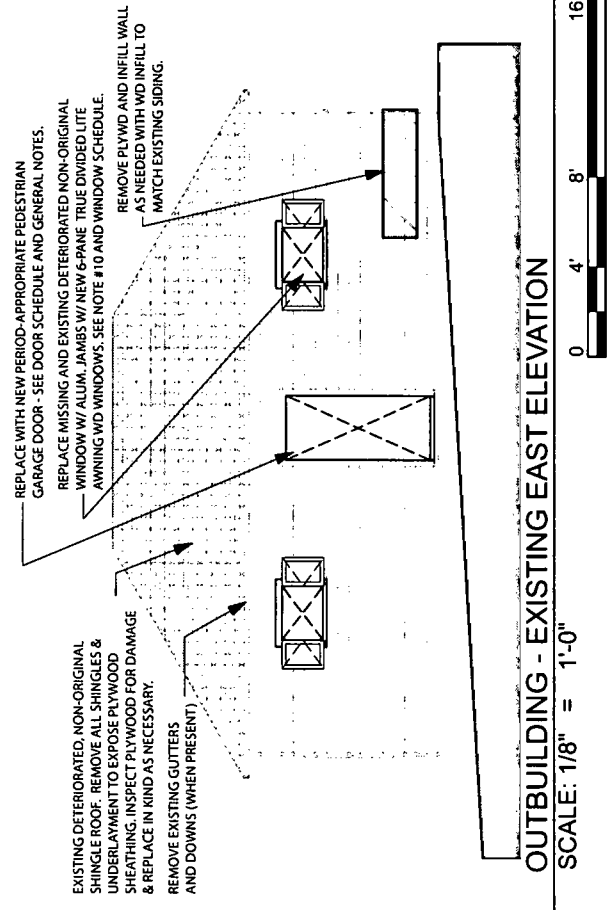 REPLACE WITH NEW PERIOD-APPROPRIATE PEDESTRIAN
GARAGE DOOR - SEE DOOR SCHEDULE AND GENERAL NOTES.
REPLACE MISSING AND EXISTING DETERIORATED NON-ORIGINAL
WINDOW W/ ALUM. JAMBS W/ NEW 6-PANE TRUE DIVIDED LITE
AWNING WD WINDOWS. SEE NOTE #10 AND WINDOW SCHEDULE.
REMOVE PLYWD AND INFILL WALL
AS NEEDED WITH WD INFILL TO
MATCH EXISTING SIDING.
EXISTING DETERIORATED, NON-ORIGINAL
SHINGLE ROOF. REMOVE ALL SHINGLES &
UNDERLAYMENT TO EXPOSE PLYWOOD
SHEATHING. INSPECT PLYWOOD FOR DAMAGE
& REPLACE IN KIND AS NECESSARY.
REMOVE EXISTING GUTTERS
AND DOWNS (WHEN PRESENT)
OUTBUILDING - EXISTING EAST ELEVATION
SCALE: 1/8" = 1'-0"
0 4' 8' 16